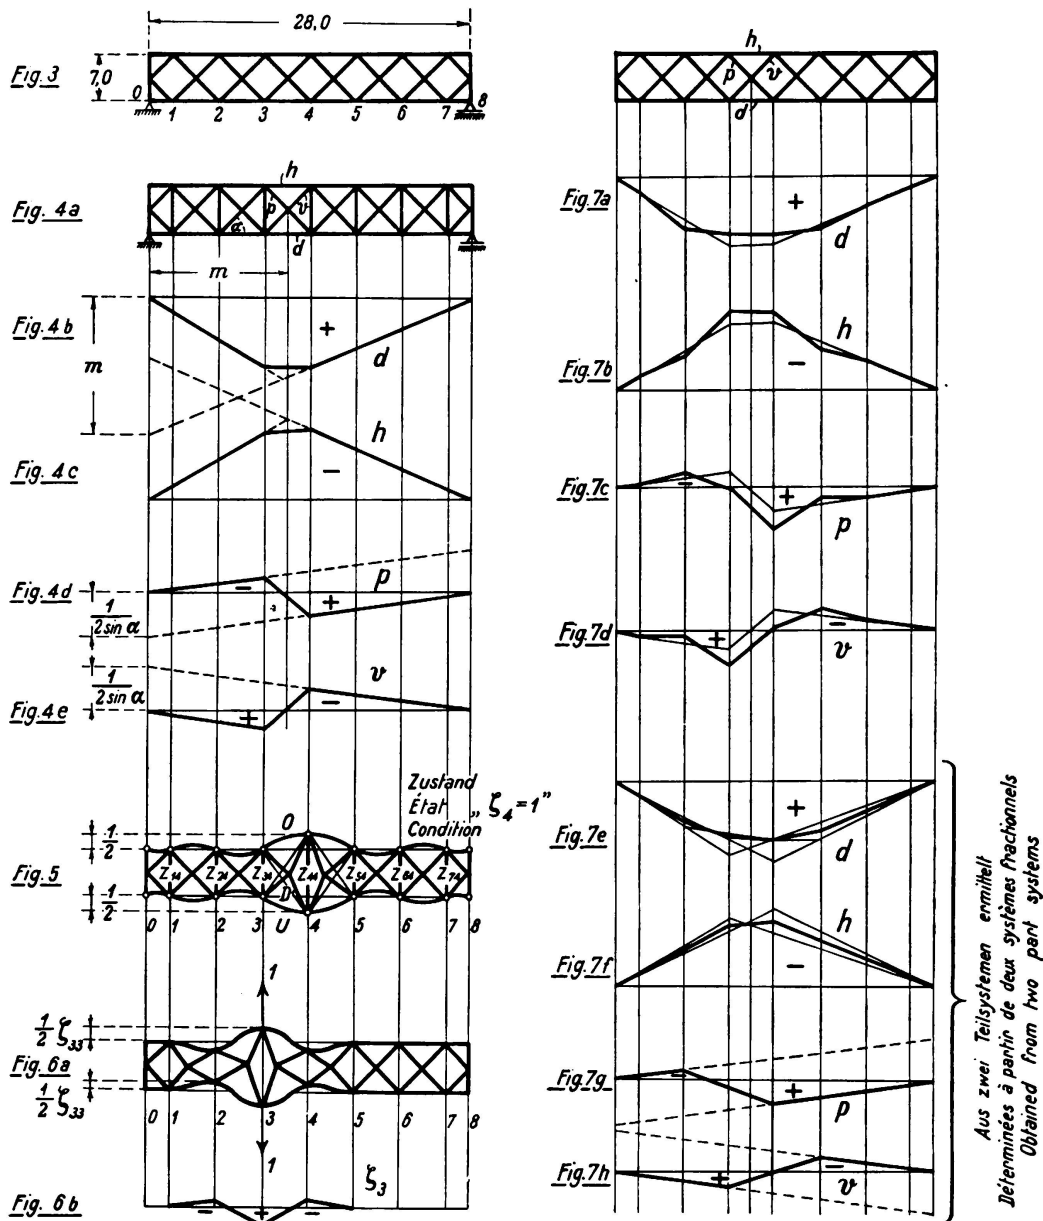 28,0
Fig. 3
7,0
0 1 2 3 4 5 6 7 8
h
Fig. 4a
p v
α d
m
Fig. 4b
+
d
m
h
Fig. 4c
−
p
Fig. 4d
− +
1/2 sin α
v
1/2 sin α
Fig. 4e
+ −
Zustand
État
Condition „ ζ4 = 1”
O
1/2
Fig. 5
Z14 Z24 Z34 Z44 Z54 Z64 Z74
D
1/2
U
0 1 2 3 4 5 6 7 8
1
1/2 ζ33
Fig. 6a
1/2 ζ33
0 1 2 3 4 5 6 7 8
1
ζ3
Fig. 6b
− + −
h
p v
d
Fig. 7a
+
d
h
Fig. 7b
−
Fig. 7c
− +
p
Fig. 7d
+ −
v
Fig. 7e
+
d
h
Fig. 7f
−
Fig. 7g
− +
p
Fig. 7h
+ −
v
Aus zwei Teilsystemen ermittelt
Déterminées à partir de deux systèmes fractionnels
Obtained from two part systems